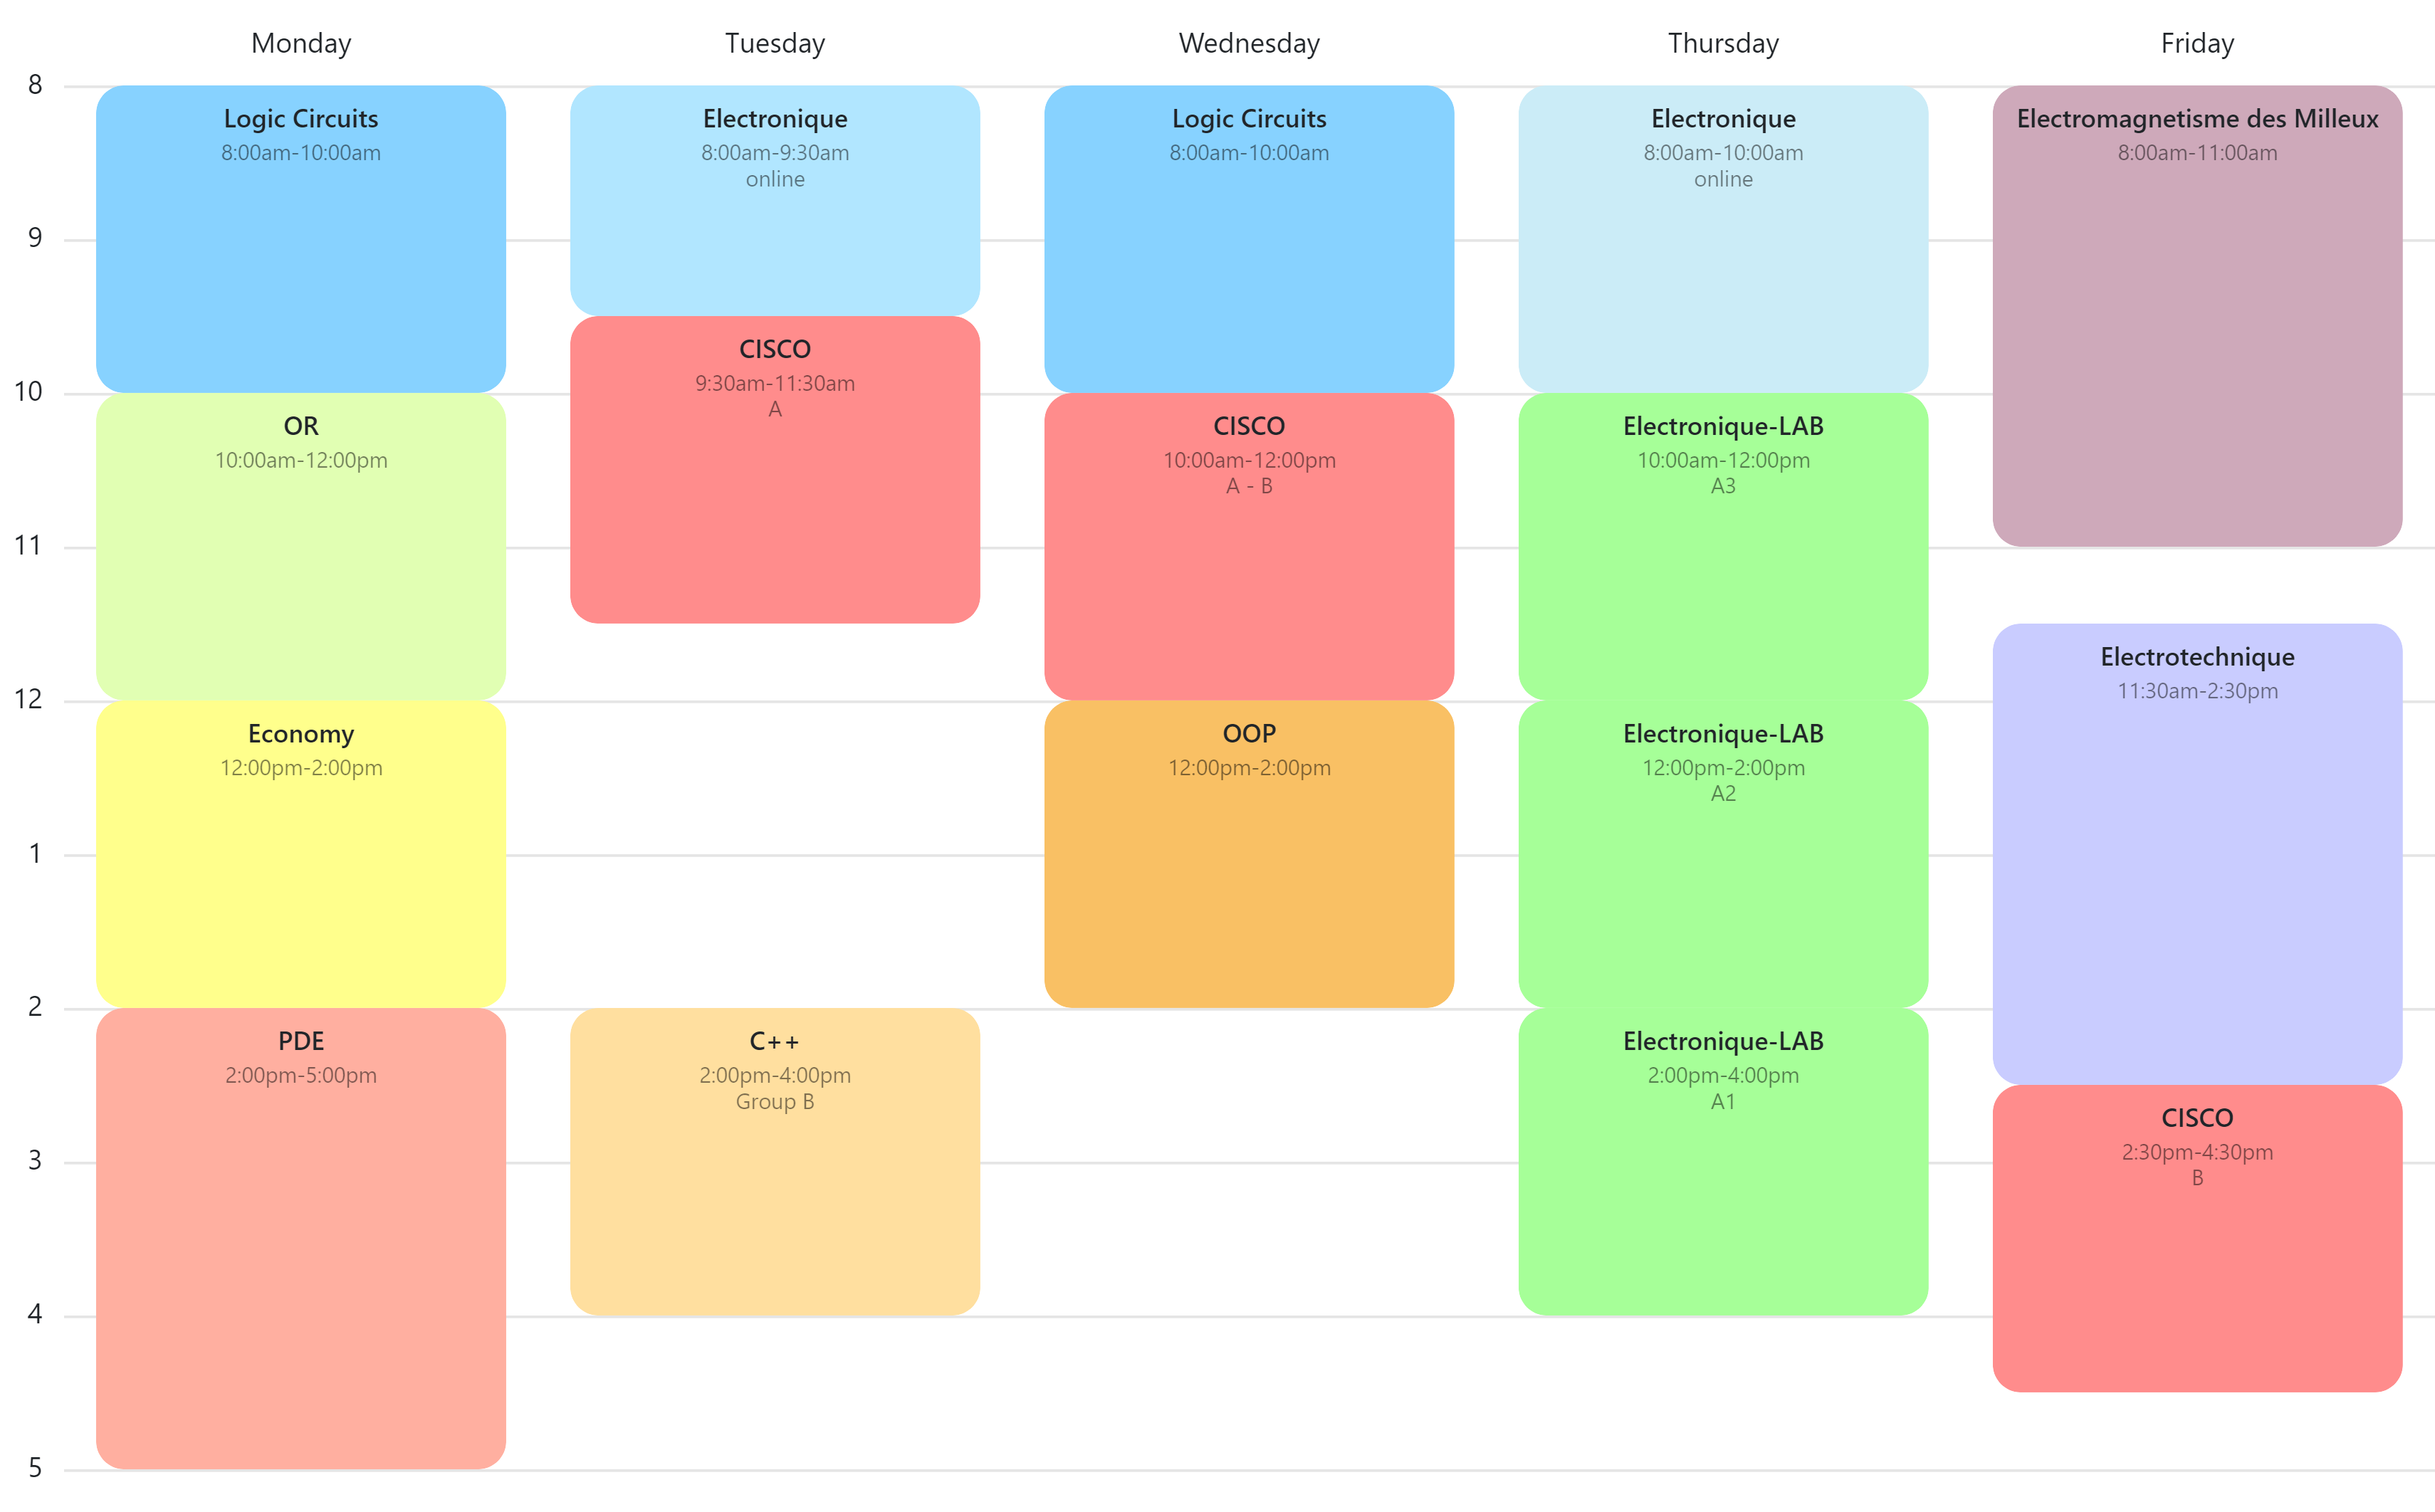 Monday
Tuesday
Wednesday
Thursday
Friday
8
9
10
11
12
1
2
3
4
5
Logic Circuits
8:00am-10:00am
OR
10:00am-12:00pm
Economy
12:00pm-2:00pm
PDE
2:00pm-5:00pm
Electronique
8:00am-9:30am
online
CISCO
9:30am-11:30am
A
C++
2:00pm-4:00pm
Group B
Logic Circuits
8:00am-10:00am
CISCO
10:00am-12:00pm
A - B
OOP
12:00pm-2:00pm
Electronique
8:00am-10:00am
online
Electronique-LAB
10:00am-12:00pm
A3
Electronique-LAB
12:00pm-2:00pm
A2
Electronique-LAB
2:00pm-4:00pm
A1
Electromagnetisme des Milleux
8:00am-11:00am
Electrotechnique
11:30am-2:30pm
CISCO
2:30pm-4:30pm
B